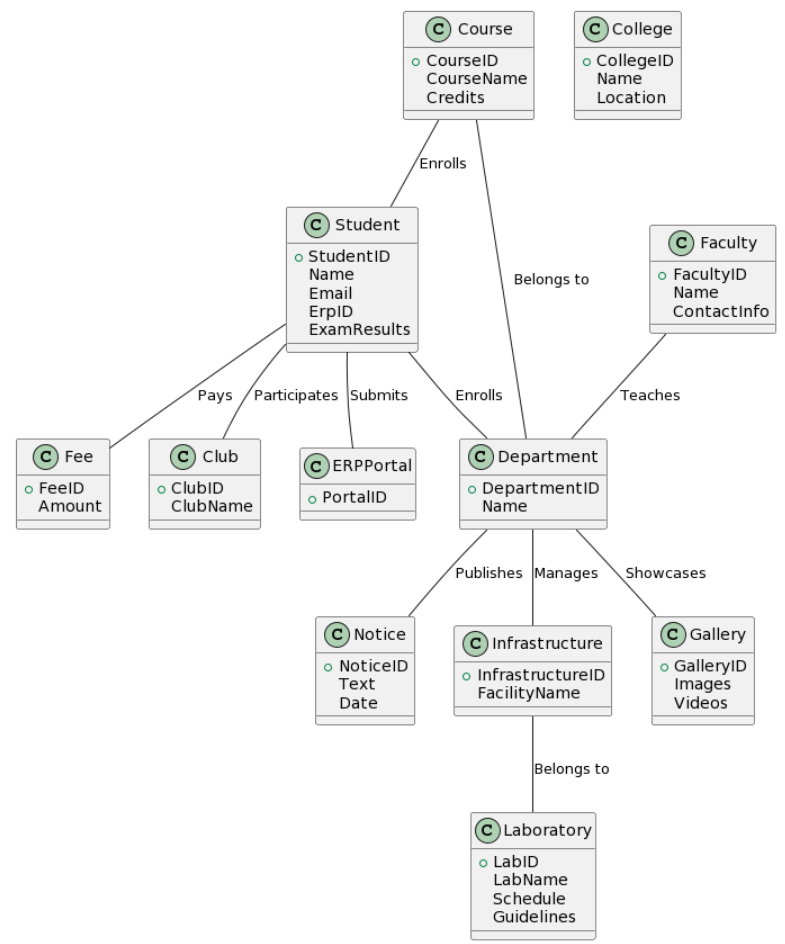 C Course
CourseID
CourseName
Credits
C College
CollegeID
Name
Location
Enrolls
C Student
StudentID
Name
Email
ErpID
ExamResults
Belongs to
C Faculty
FacultyID
Name
ContactInfo
Pays
Participates
Submits
Enrolls
Teaches
C Fee
FeeID
Amount
C Club
ClubID
ClubName
C ERPPortal
PortalID
C Department
DepartmentID
Name
Publishes
Manages
Showcases
C Notice
NoticeID
Text
Date
C Infrastructure
InfrastructureID
FacilityName
C Gallery
GalleryID
Images
Videos
Belongs to
C Laboratory
LabID
LabName
Schedule
Guidelines